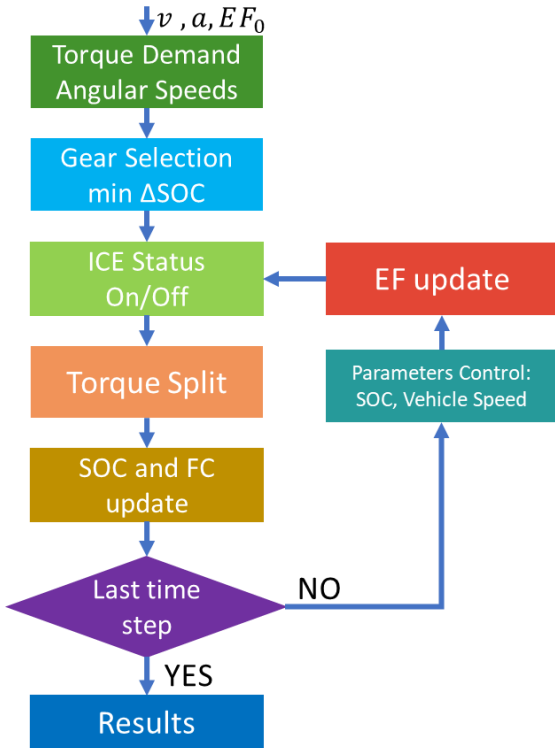 v , a, EF₀
Torque Demand
Angular Speeds
Gear Selection
min ΔSOC
ICE Status
On/Off
EF update
Torque Split
Parameters Control:
SOC, Vehicle Speed
SOC and FC
update
Last time
step
NO
YES
Results